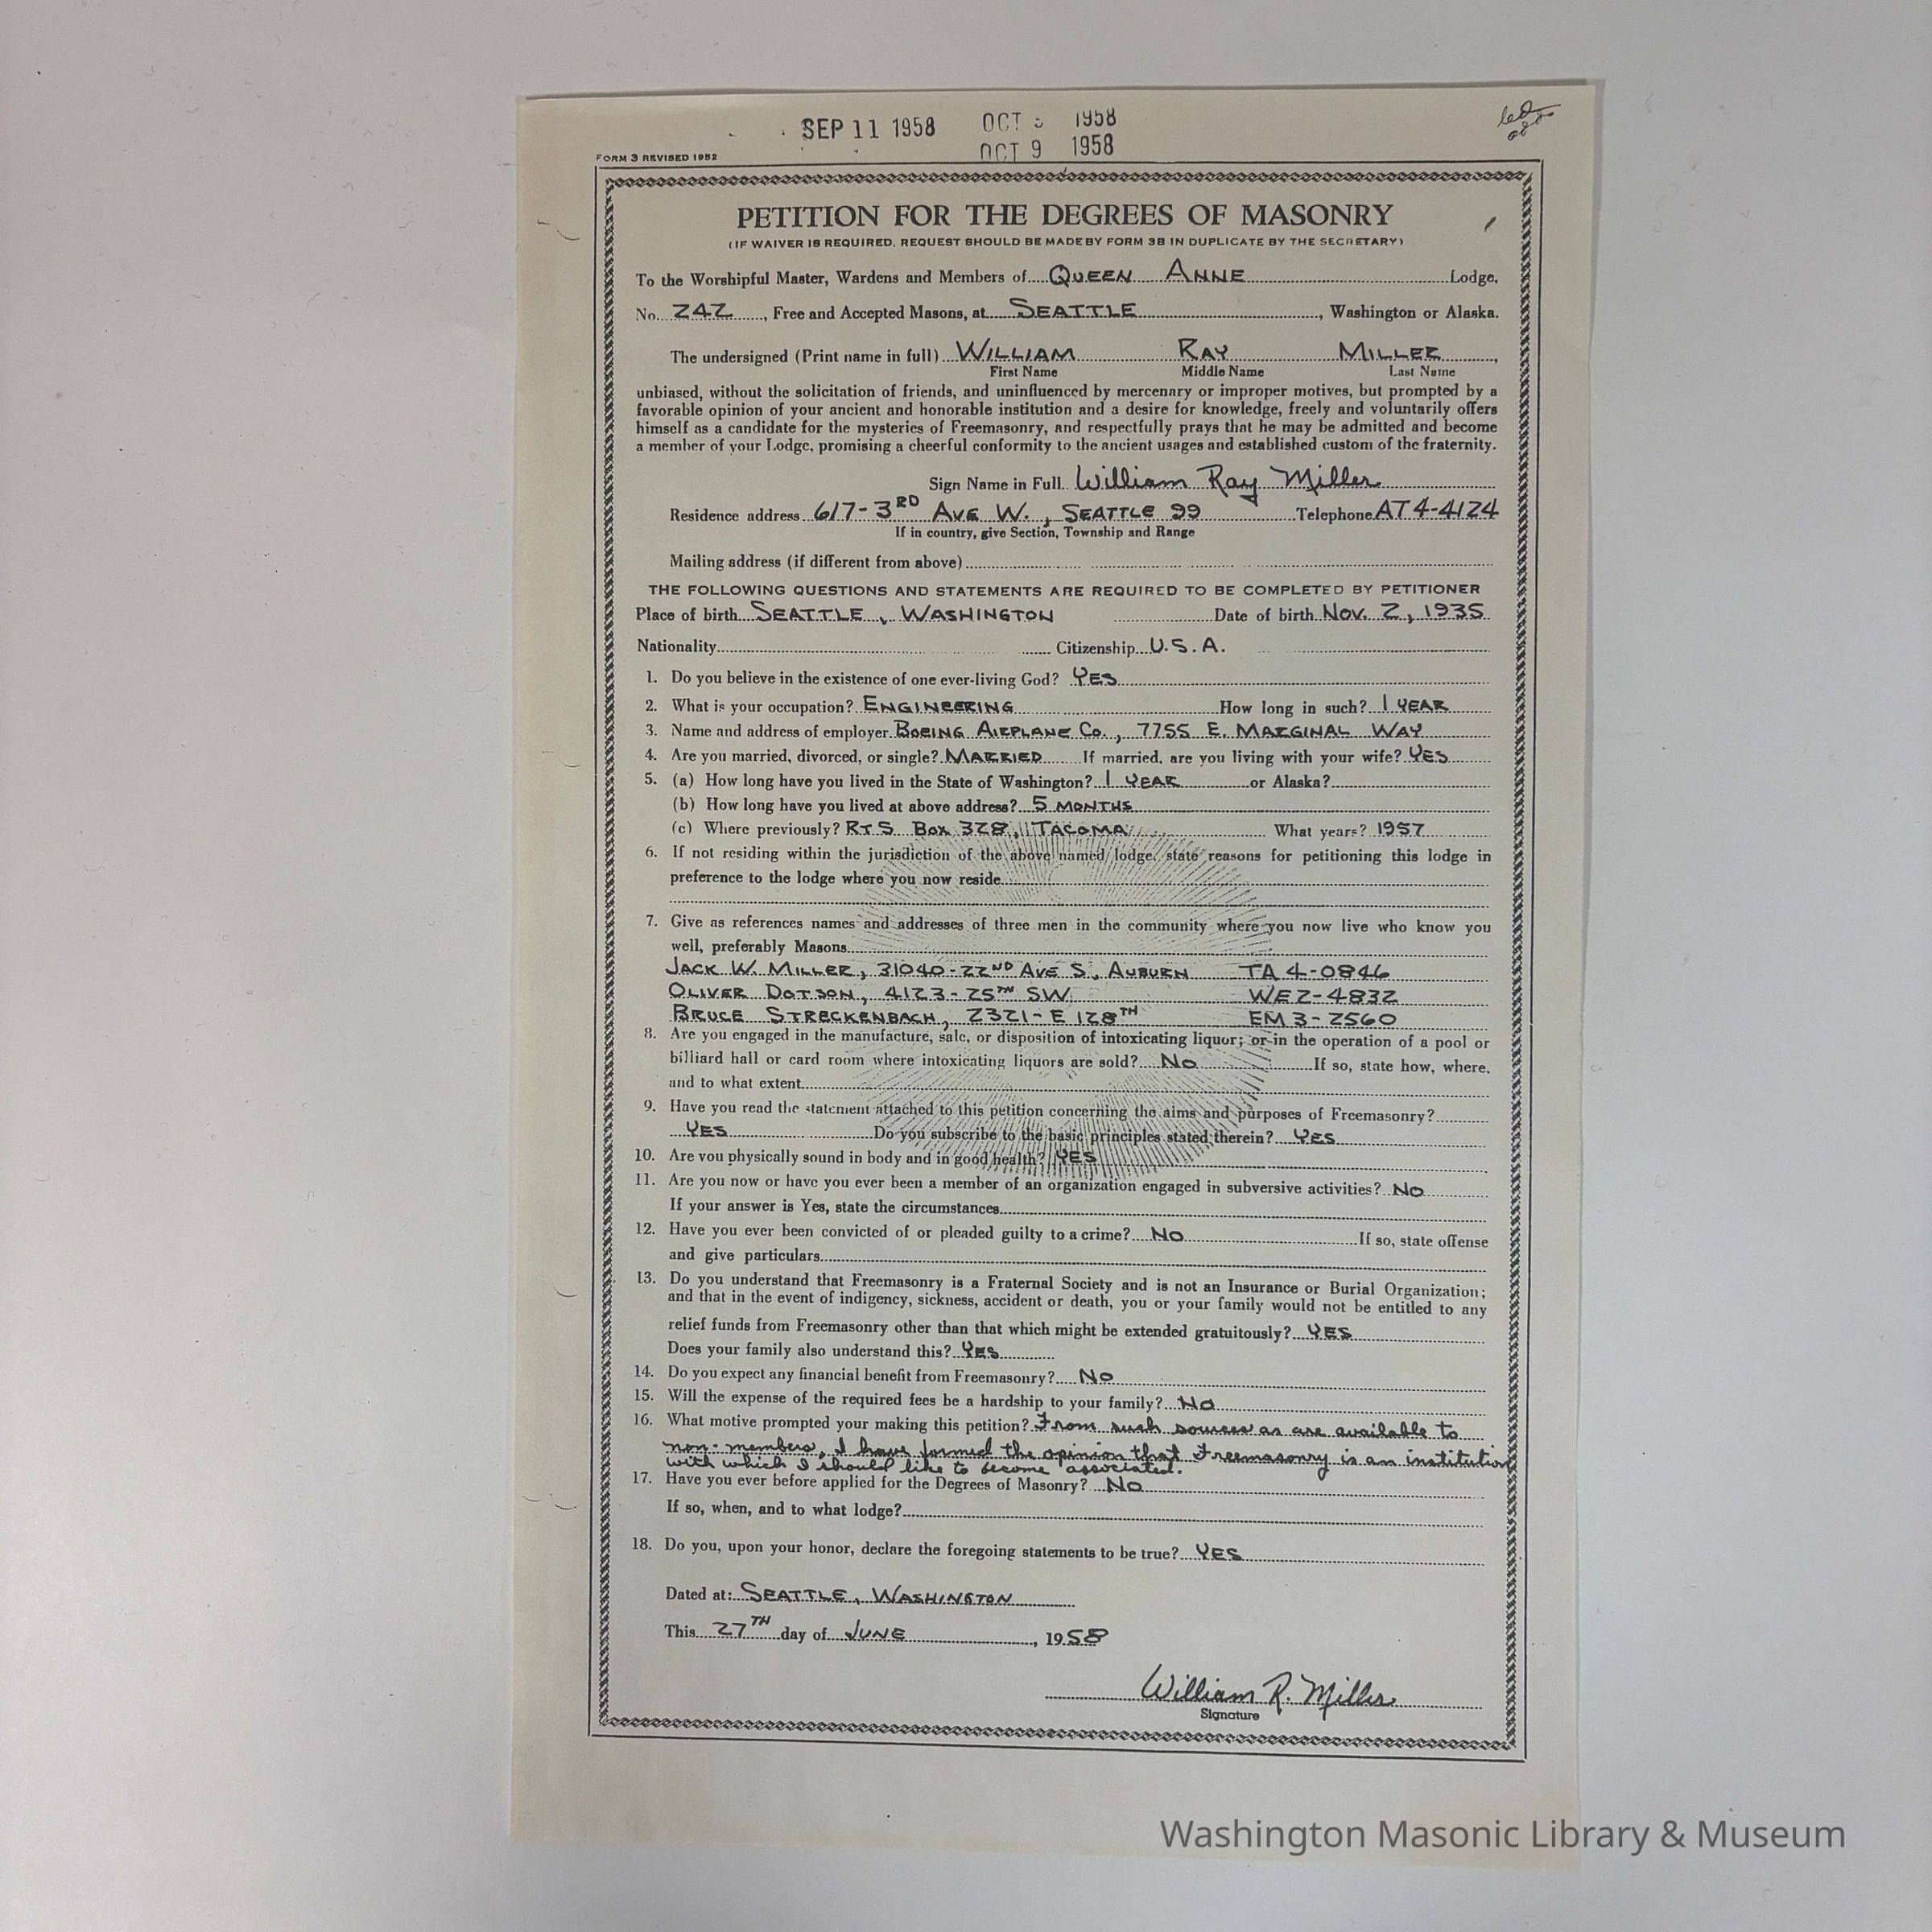 SEP 11 1958 OCT 1958
OCT 9 1958
FORM 3 REVISED 1952
PETITION FOR THE DEGREES OF MASONRY
(IF WAIVER IS REQUIRED, REQUEST SHOULD BE MADE BY FORM 3B IN DUPLICATE BY THE SECRETARY)
To the Worshipful Master, Wardens and Members of QUEEN ANNE Lodge,
No. 242, Free and Accepted Masons, at SEATTLE, Washington or Alaska.
The undersigned (Print name in full) WILLIAM RAY MILLER,
First Name Middle Name Last Name
unbiased, without the solicitation of friends, and uninfluenced by mercenary or improper motives, but prompted by a
favorable opinion of your ancient and honorable institution and a desire for knowledge, freely and voluntarily offers
himself as a candidate for the mysteries of Freemasonry, and respectfully prays that he may be admitted and become
a member of your Lodge, promising a cheerful conformity to the ancient usages and established custom of the fraternity.
Sign Name in Full William Ray Miller
Residence address 617-3RD AVE W., SEATTLE 99 Telephone AT 4-4124
If in country, give Section, Township and Range
Mailing address (if different from above)
THE FOLLOWING QUESTIONS AND STATEMENTS ARE REQUIRED TO BE COMPLETED BY PETITIONER
Place of birth SEATTLE, WASHINGTON Date of birth NOV. 2, 1935
Nationality Citizenship U.S.A.
1. Do you believe in the existence of one ever-living God? YES
2. What is your occupation? ENGINEERING How long in such? 1 YEAR
3. Name and address of employer BOEING AIRPLANE CO., 7755 E. MARGINAL WAY
4. Are you married, divorced, or single? MARRIED If married, are you living with your wife? YES
5. (a) How long have you lived in the State of Washington? 1 YEAR or Alaska?
(b) How long have you lived at above address? 5 MONTHS
(c) Where previously? RT 5 BOX 328, TACOMA What years? 1957
6. If not residing within the jurisdiction of the above named lodge, state reasons for petitioning this lodge in
preference to the lodge where you now reside
7. Give as references names and addresses of three men in the community where you now live who know you
well, preferably Masons
JACK W. MILLER, 31040-22ND AVE S., AUBURN TA 4-0846
OLIVER DOTSON, 4123-25TH SW. WE2-4832
BRUCE STRECKENBACH, 2321-E 128TH EM 3-2560
8. Are you engaged in the manufacture, sale, or disposition of intoxicating liquor; or in the operation of a pool or
billiard hall or card room where intoxicating liquors are sold? NO If so, state how, where,
and to what extent
9. Have you read the statement attached to this petition concerning the aims and purposes of Freemasonry?
YES Do you subscribe to the basic principles stated therein? YES
10. Are you physically sound in body and in good health? YES
11. Are you now or have you ever been a member of an organization engaged in subversive activities? NO
If your answer is Yes, state the circumstances
12. Have you ever been convicted of or pleaded guilty to a crime? NO If so, state offense
and give particulars
13. Do you understand that Freemasonry is a Fraternal Society and is not an Insurance or Burial Organization;
and that in the event of indigency, sickness, accident or death, you or your family would not be entitled to any
relief funds from Freemasonry other than that which might be extended gratuitously? YES
Does your family also understand this? YES
14. Do you expect any financial benefit from Freemasonry? NO
15. Will the expense of the required fees be a hardship to your family? NO
16. What motive prompted your making this petition? From such sources as are available to
non-members, I have formed the opinion that Freemasonry is an institution
with which I should like to become associated.
17. Have you ever before applied for the Degrees of Masonry? NO
If so, when, and to what lodge?
18. Do you, upon your honor, declare the foregoing statements to be true? YES
Dated at: SEATTLE, WASHINGTON
This 27TH day of JUNE, 1958
William R. Miller
Signature
Washington Masonic Library & Museum